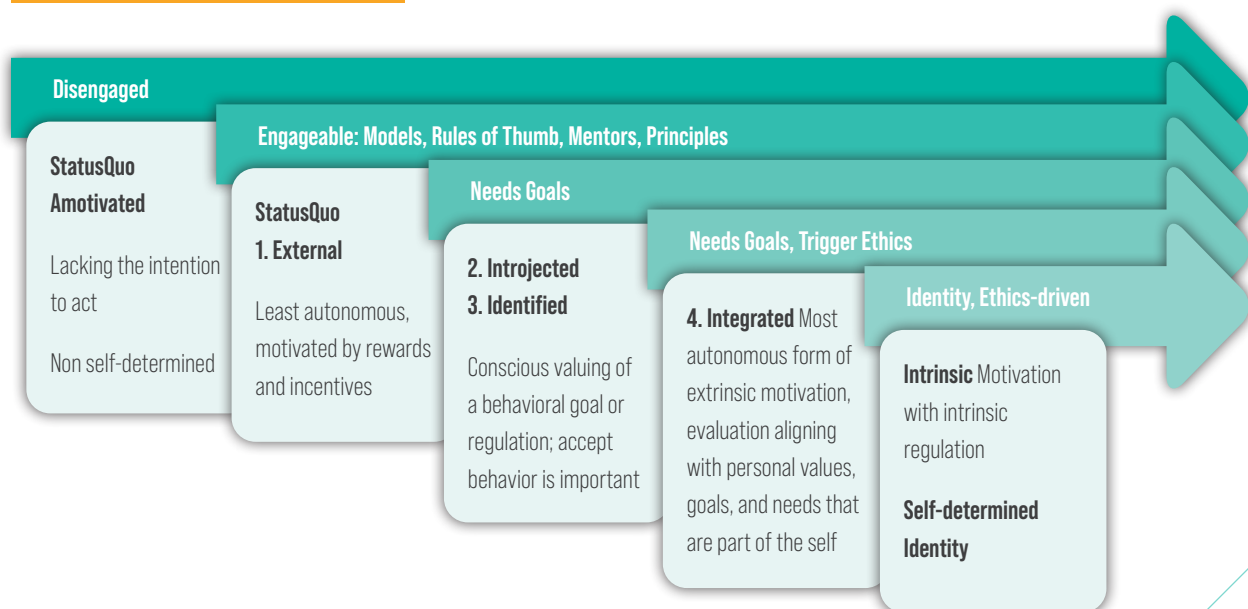 Disengaged
StatusQuo
Amotivated
Lacking the intention
to act
Non self-determined
Engageable: Models, Rules of Thumb, Mentors, Principles
StatusQuo
1. External
Least autonomous,
motivated by rewards
and incentives
Needs Goals
2. Introjected
3. Identified
Conscious valuing of
a behavioral goal or
regulation; accept
behavior is important
Needs Goals, Trigger Ethics
4. Integrated Most
autonomous form of
extrinsic motivation,
evaluation aligning
with personal values,
goals, and needs that
are part of the self
Identity, Ethics-driven
Intrinsic Motivation
with intrinsic
regulation
Self-determined
Identity